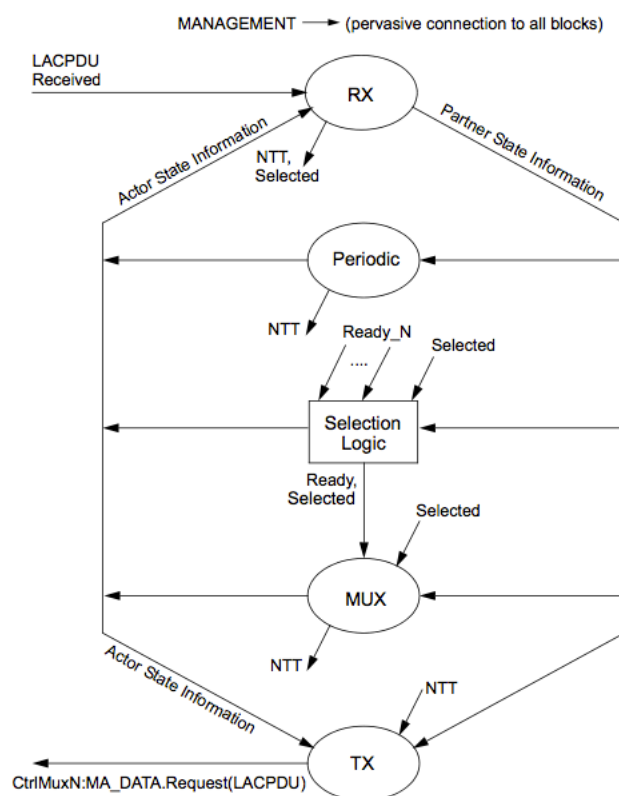 MANAGEMENT (pervasive connection to all blocks)
LACPDU
Received
RX
Actor State Information
Partner State Information
NTT,
Selected
Periodic
NTT
Ready_N
....
Selected
Selection
Logic
Ready,
Selected
Selected
MUX
NTT
Actor State Information
NTT
TX
CtrlMuxN:MA_DATA.Request(LACPDU)